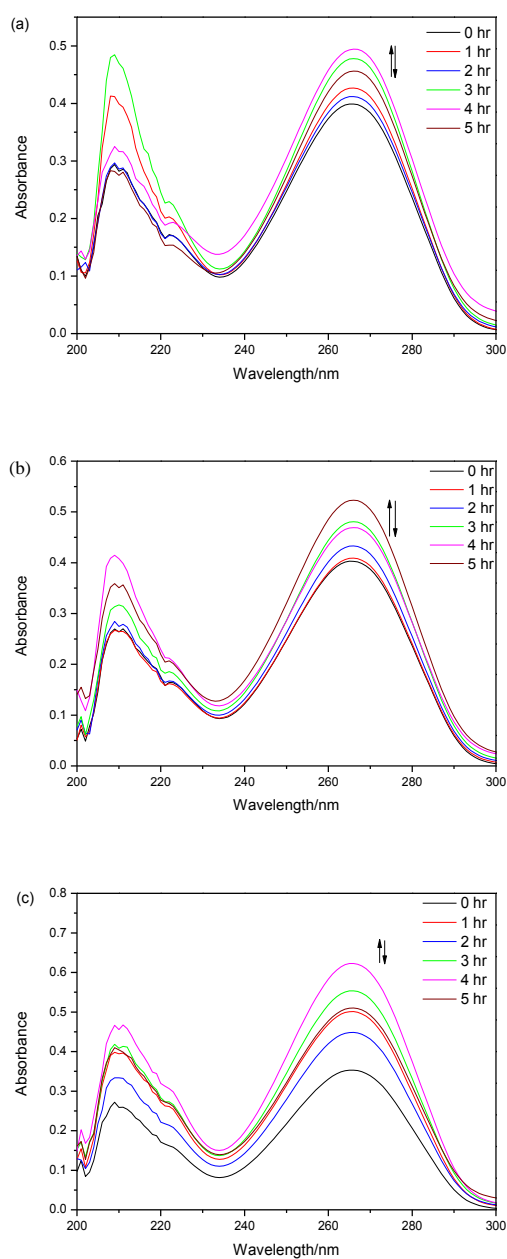 (a)
0 hr
1 hr
2 hr
3 hr
4 hr
5 hr
0.5
0.4
0.3
0.2
0.1
0.0
Absorbance
200 220 240 260 280 300
Wavelength/nm
(b)
0 hr
1 hr
2 hr
3 hr
4 hr
5 hr
0.6
0.5
0.4
0.3
0.2
0.1
0.0
Absorbance
200 220 240 260 280 300
Wavelength/nm
(c)
0 hr
1 hr
2 hr
3 hr
4 hr
5 hr
0.8
0.7
0.6
0.5
0.4
0.3
0.2
0.1
0.0
Absorbance
200 220 240 260 280 300
Wavelength/nm